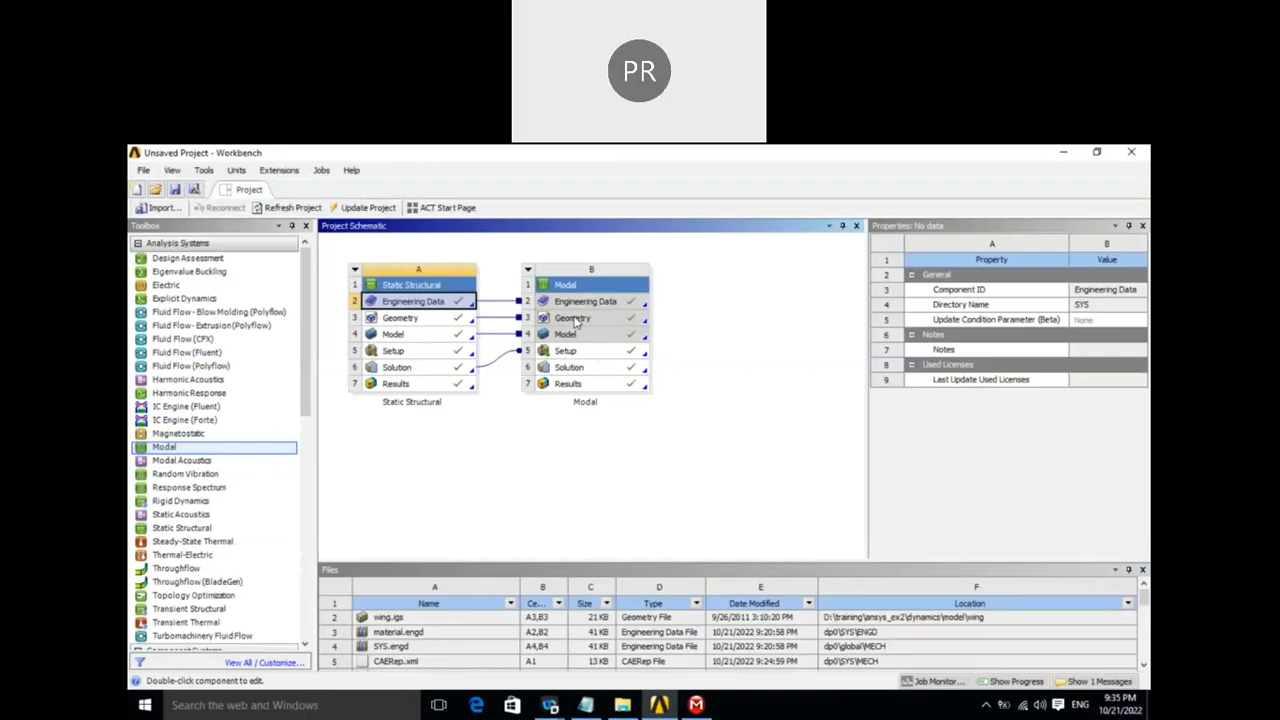 PR
Unsaved Project - Workbench
File View Tools Units Extensions Jobs Help
Project
Import... Reconnect Refresh Project Update Project ACT Start Page
Toolbox
Analysis Systems
Design Assessment
Eigenvalue Buckling
Electric
Explicit Dynamics
Fluid Flow - Blow Molding (Polyflow)
Fluid Flow - Extrusion (Polyflow)
Fluid Flow (CFX)
Fluid Flow (Fluent)
Fluid Flow (Polyflow)
Harmonic Acoustics
Harmonic Response
IC Engine (Fluent)
IC Engine (Forte)
Magnetostatic
Modal
Modal Acoustics
Random Vibration
Response Spectrum
Rigid Dynamics
Static Acoustics
Static Structural
Steady-State Thermal
Thermal-Electric
Throughflow
Throughflow (BladeGen)
Topology Optimization
Transient Structural
Transient Thermal
Turbomachinery Fluid Flow
View All / Customize...
Project Schematic
A
1 Static Structural
2 Engineering Data
3 Geometry
4 Model
5 Setup
6 Solution
7 Results
Static Structural
B
1 Modal
2 Engineering Data
3 Geometry
4 Model
5 Setup
6 Solution
7 Results
Modal
Properties: No data
A B
1 Property Value
2 General
3 Component ID Engineering Data
4 Directory Name SYS
5 Update Condition Parameter (Beta) None
6 Notes
7 Notes
8 Used Licenses
9 Last Update Used Licenses
Files
A B C D E F
1 Name Ce... Size Type Date Modified Location
2 wing.igs A3,B3 21 KB Geometry File 9/26/2011 3:10:20 PM D:\training\ansys_ex2\dynamics\model\wing
3 material.engd A2,B2 41 KB Engineering Data File 10/21/2022 9:20:58 PM dp0\SYS\ENGD
4 SYS.engd A4,B4 41 KB Engineering Data File 10/21/2022 9:20:58 PM dp0\global\MECH
5 CAERep.xml A1 13 KB CAERep File 10/21/2022 9:24:59 PM dp0\SYS\MECH
Double-click component to edit.
Job Monitor... Show Progress Show 1 Messages
Search the web and Windows
ENG
9:35 PM
10/21/2022